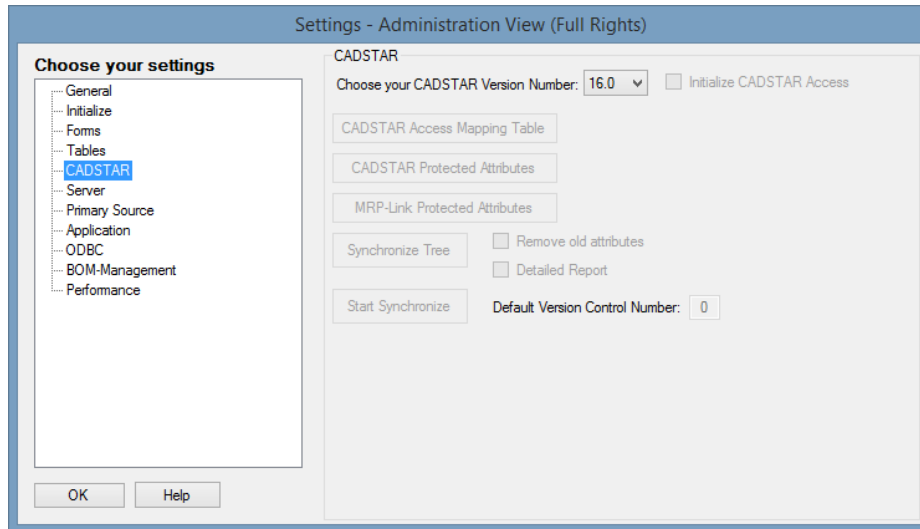 Settings - Administration View (Full Rights)
Choose your settings
General
Initialize
Forms
Tables
CADSTAR
Server
Primary Source
Application
ODBC
BOM-Management
Performance
OK Help
CADSTAR
Choose your CADSTAR Version Number: 16.0 Initialize CADSTAR Access
CADSTAR Access Mapping Table
CADSTAR Protected Attributes
MRP-Link Protected Attributes
Synchronize Tree Remove old attributes
Detailed Report
Start Synchronize Default Version Control Number: 0